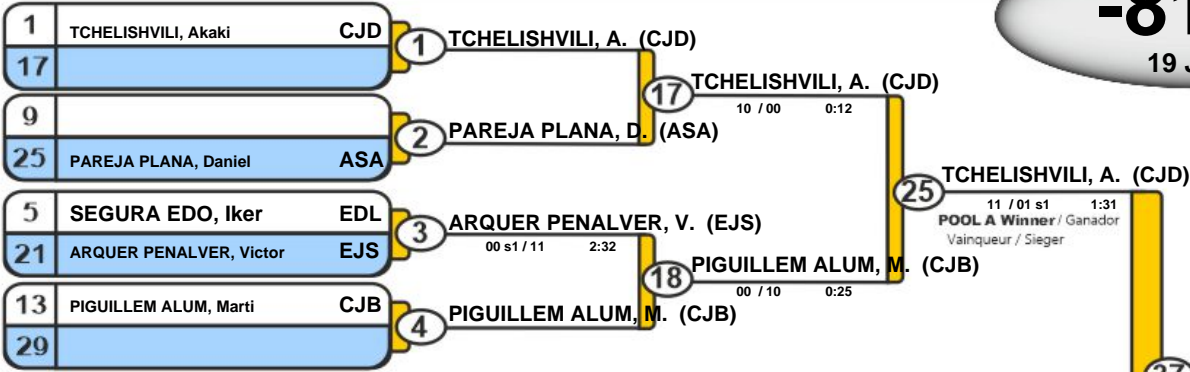 -81
19 J
1 TCHELISHVILI, Akaki CJD
17
1
TCHELISHVILI, A. (CJD)
17
TCHELISHVILI, A. (CJD)
10 / 00 0:12
9
25 PAREJA PLANA, Daniel ASA
2
PAREJA PLANA, D. (ASA)
25
TCHELISHVILI, A. (CJD)
11 / 01 s1 1:31
POOL A Winner / Ganador
Vainqueur / Sieger
5 SEGURA EDO, Iker EDL
21 ARQUER PENALVER, Victor EJS
3
ARQUER PENALVER, V. (EJS)
00 s1 / 11 2:32
18
PIGUILLEM ALUM, M. (CJB)
00 / 10 0:25
13 PIGUILLEM ALUM, Marti CJB
29
4
PIGUILLEM ALUM, M. (CJB)